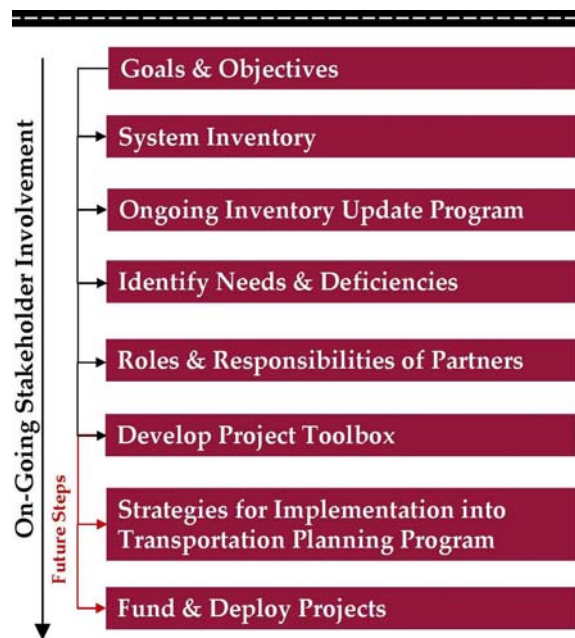 Goals & Objectives
System Inventory
Ongoing Inventory Update Program
Identify Needs & Deficiencies
Roles & Responsibilities of Partners
Develop Project Toolbox
Strategies for Implementation into
Transportation Planning Program
Fund & Deploy Projects
On-Going Stakeholder Involvement
Future Steps